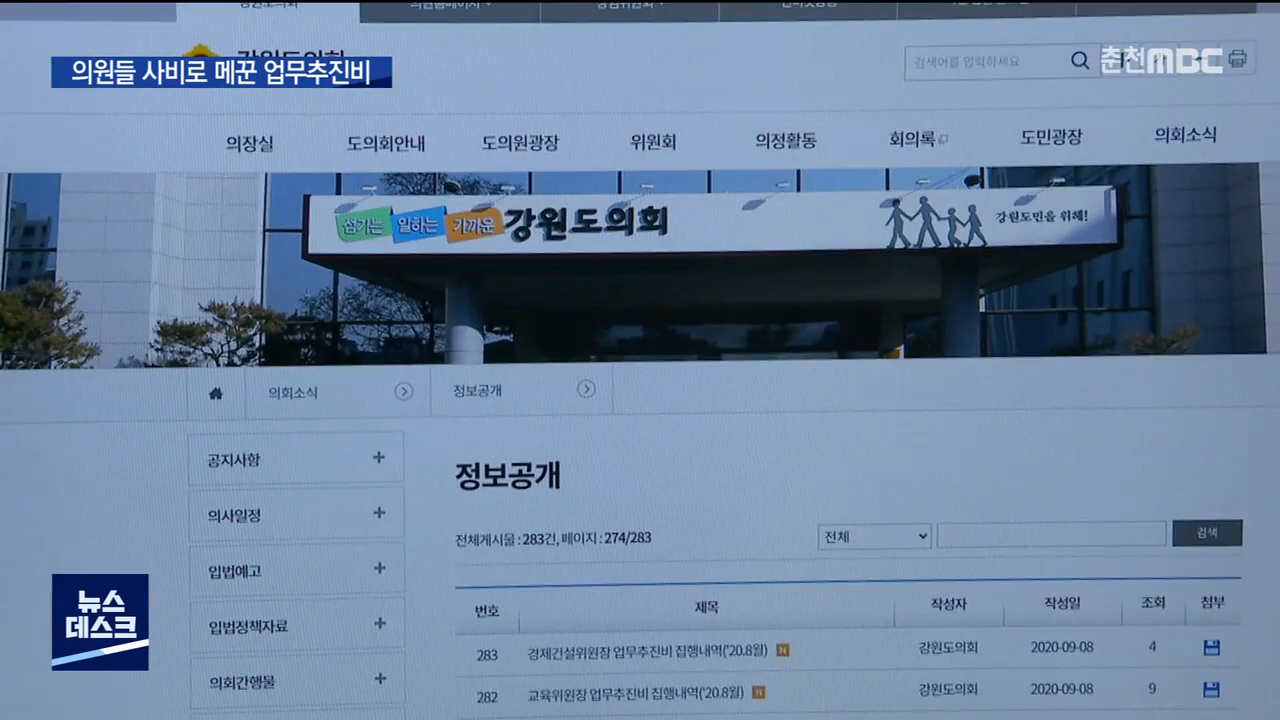 강원도의회
의원들 사비로 메꾼 업무추진비
검색어를 입력하세요
춘천MBC
의장실 도의회안내 도의원광장 위원회 의정활동 회의록 도민광장 의회소식
섬기는 일하는 가까운 강원도의회
강원도민을 위해!
의회소식 정보공개
공지사항
의사일정
입법예고
입법정책자료
의회간행물
정보공개
전체게시물 : 283건, 페이지 : 274/283
전체
검색
번호 제목 작성자 작성일 조회 첨부
283 경제건설위원장 업무추진비 집행내역('20.8월) N 강원도의회 2020-09-08 4
282 교육위원장 업무추진비 집행내역('20.8월) N 강원도의회 2020-09-08 9
뉴스
데스크